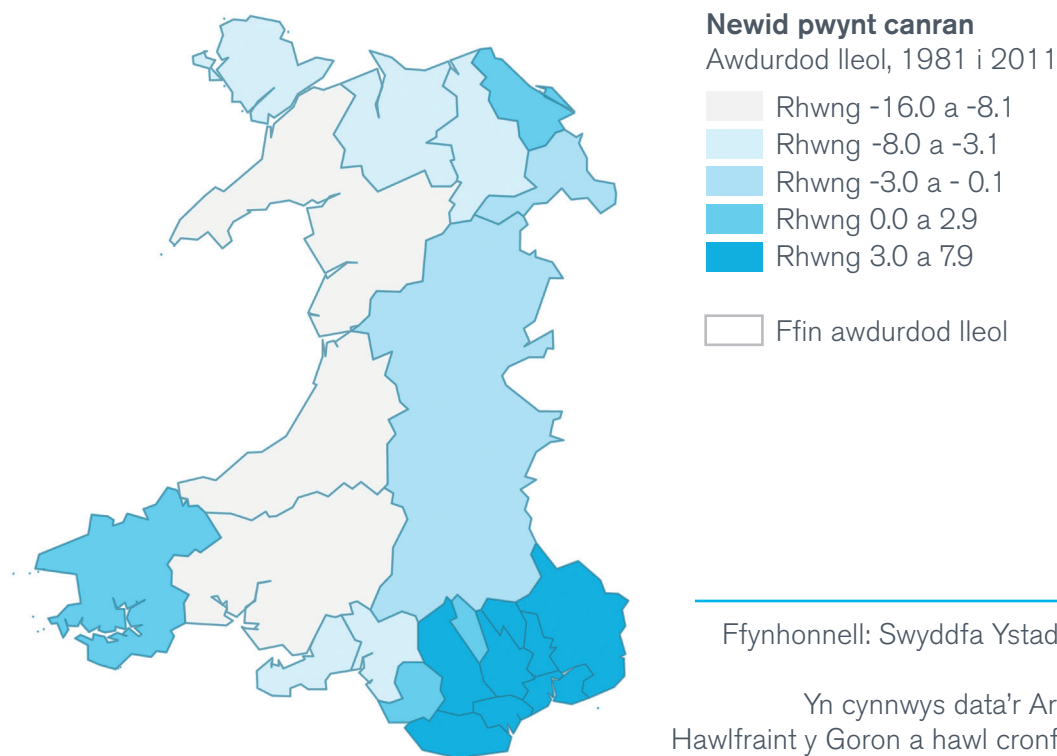 Newid pwynt canran
Awdurdod lleol, 1981 i 2011
Rhwng -16.0 a -8.1
Rhwng -8.0 a -3.1
Rhwng -3.0 a - 0.1
Rhwng 0.0 a 2.9
Rhwng 3.0 a 7.9
Ffin awdurdod lleol
Ffynhonnell: Swyddfa Ystad
Yn cynnwys data’r Ar
Hawlfraint y Goron a hawl cronf